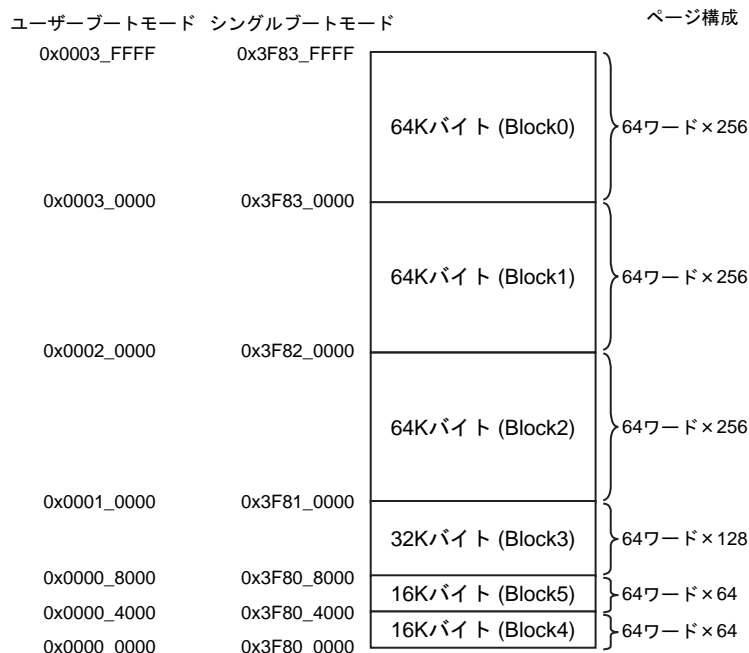 ユーザーブートモード シングルブートモード ページ構成
0x0003_FFFF 0x3F83_FFFF
64Kバイト (Block0) 64ワード×256
0x0003_0000 0x3F83_0000
64Kバイト (Block1) 64ワード×256
0x0002_0000 0x3F82_0000
64Kバイト (Block2) 64ワード×256
0x0001_0000 0x3F81_0000
32Kバイト (Block3) 64ワード×128
0x0000_8000 0x3F80_8000
16Kバイト (Block5) 64ワード×64
0x0000_4000 0x3F80_4000
16Kバイト (Block4) 64ワード×64
0x0000_0000 0x3F80_0000